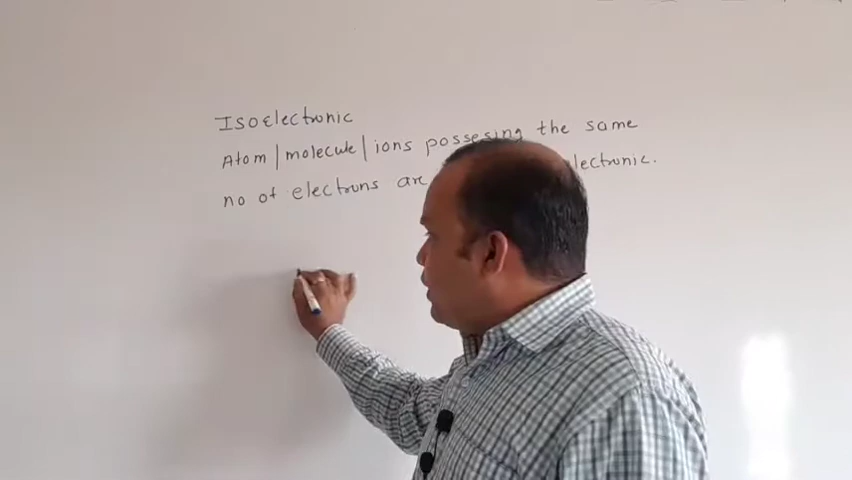 Isoelectronic
Atom | molecule | ions possesing the same
no of electrons are electronic.